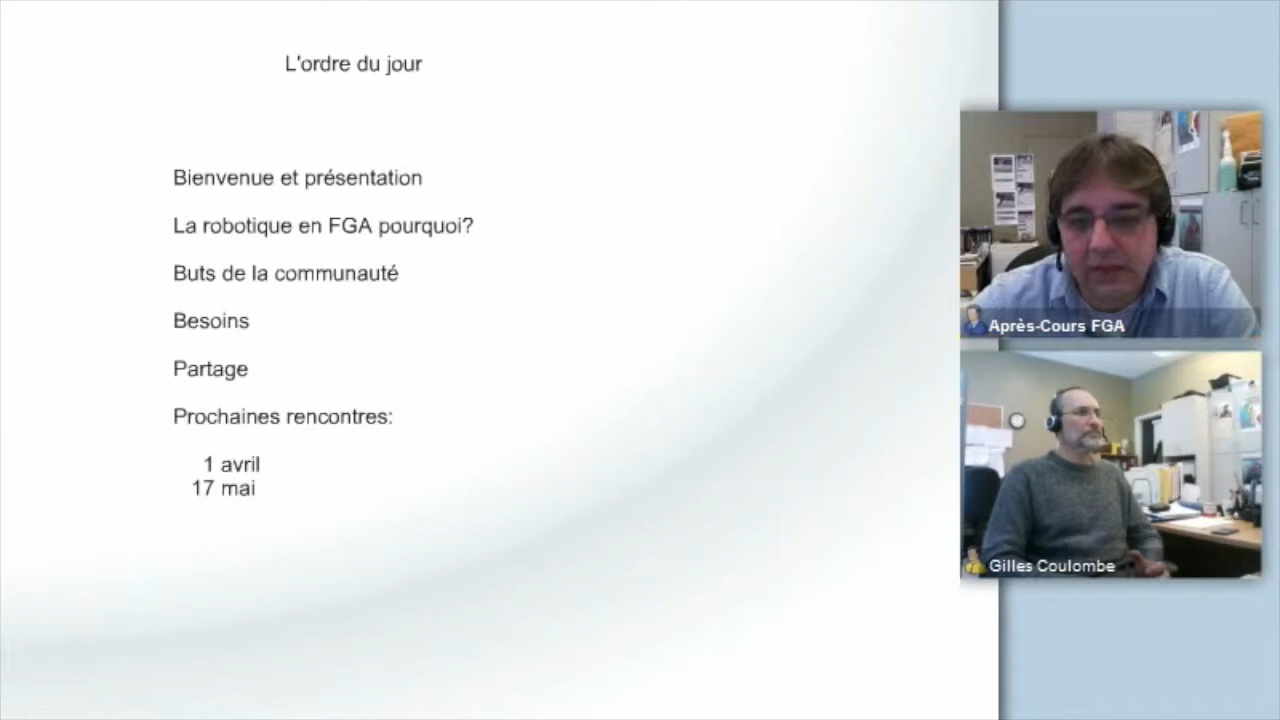 L'ordre du jour
Bienvenue et présentation
La robotique en FGA pourquoi?
Buts de la communauté
Besoins
Partage
Prochaines rencontres:
1 avril
17 mai
Après-Cours FGA
Gilles Coulombe